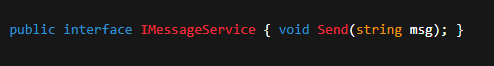 public interface IMessageService { void Send(string msg); }